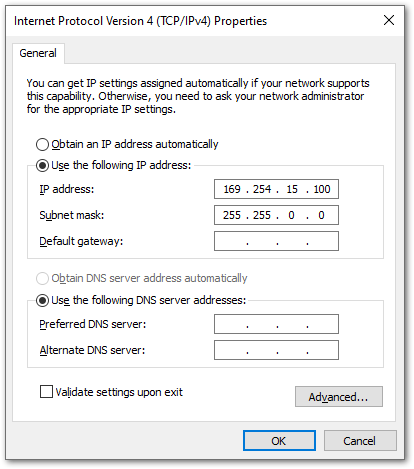 Internet Protocol Version 4 (TCP/IPv4) Properties
General
You can get IP settings assigned automatically if your network supports
this capability. Otherwise, you need to ask your network administrator
for the appropriate IP settings.
Obtain an IP address automatically
Use the following IP address:
IP address: 169 . 254 . 15 . 100
Subnet mask: 255 . 255 . 0 . 0
Default gateway: . . .
Obtain DNS server address automatically
Use the following DNS server addresses:
Preferred DNS server: . . .
Alternate DNS server: . . .
Validate settings upon exit
Advanced...
OK Cancel